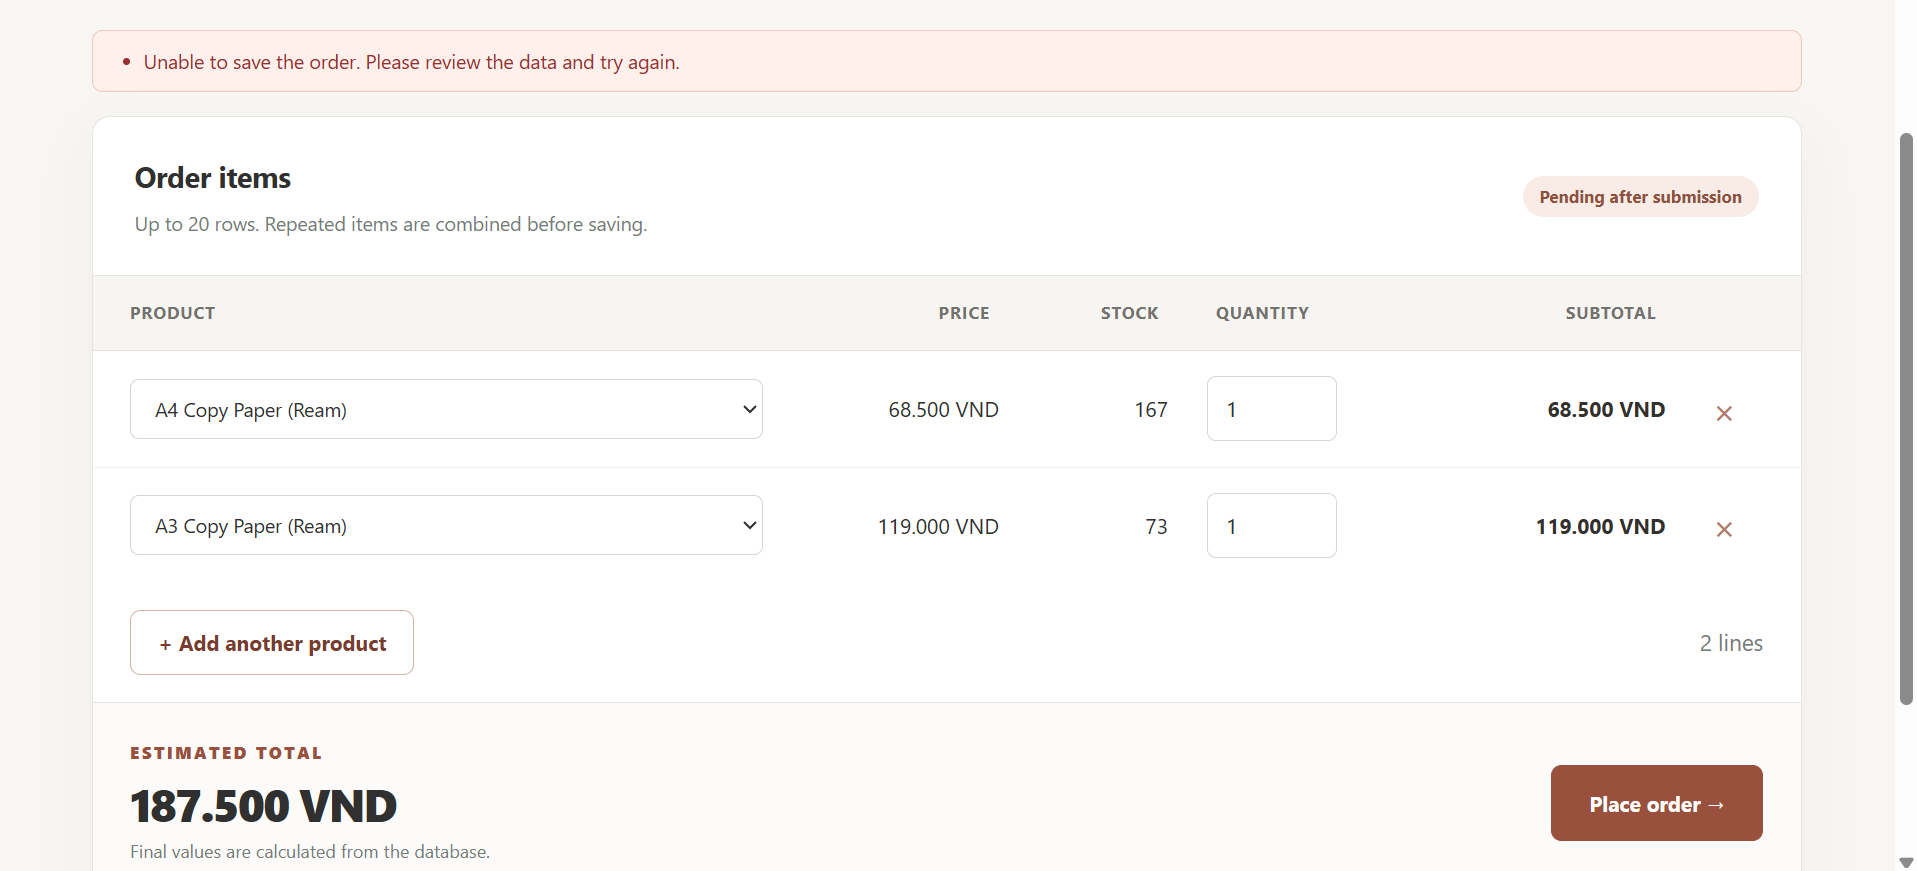 • Unable to save the order. Please review the data and try again.
Order items
Up to 20 rows. Repeated items are combined before saving.
Pending after submission
PRODUCT PRICE STOCK QUANTITY SUBTOTAL
A4 Copy Paper (Ream) 68.500 VND 167 1 68.500 VND ×
A3 Copy Paper (Ream) 119.000 VND 73 1 119.000 VND ×
+ Add another product 2 lines
ESTIMATED TOTAL
187.500 VND
Final values are calculated from the database.
Place order →